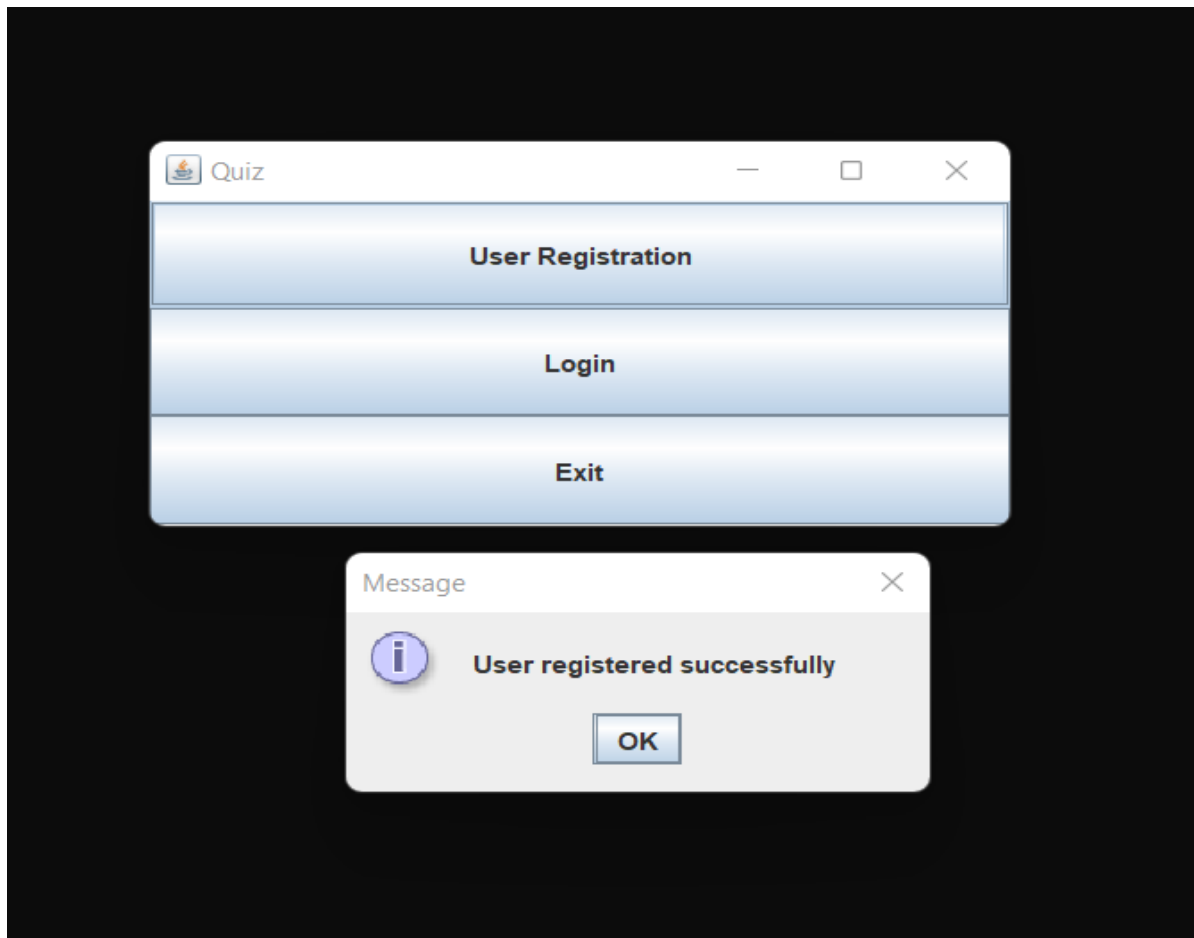 Quiz
User Registration
Login
Exit
Message
i
User registered successfully
OK